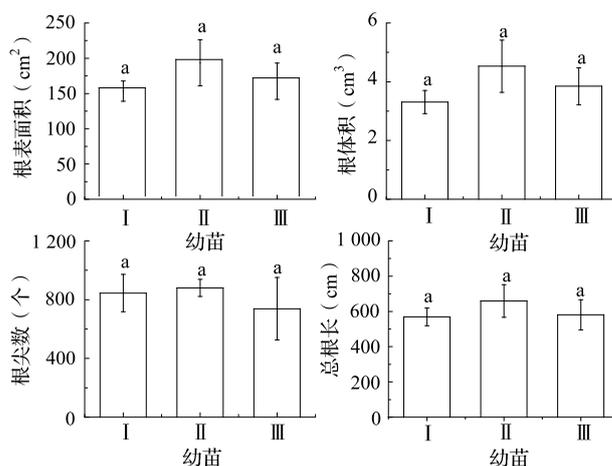 250
200
150
100
50
0
根表面积（cm²）
a a a
Ⅰ Ⅱ Ⅲ
幼苗
6
4
2
0
根体积（cm³）
a a a
Ⅰ Ⅱ Ⅲ
幼苗
1 200
800
400
0
根尖数（个）
a a a
Ⅰ Ⅱ Ⅲ
幼苗
1 000
800
600
400
200
0
总根长（cm）
a a a
Ⅰ Ⅱ Ⅲ
幼苗